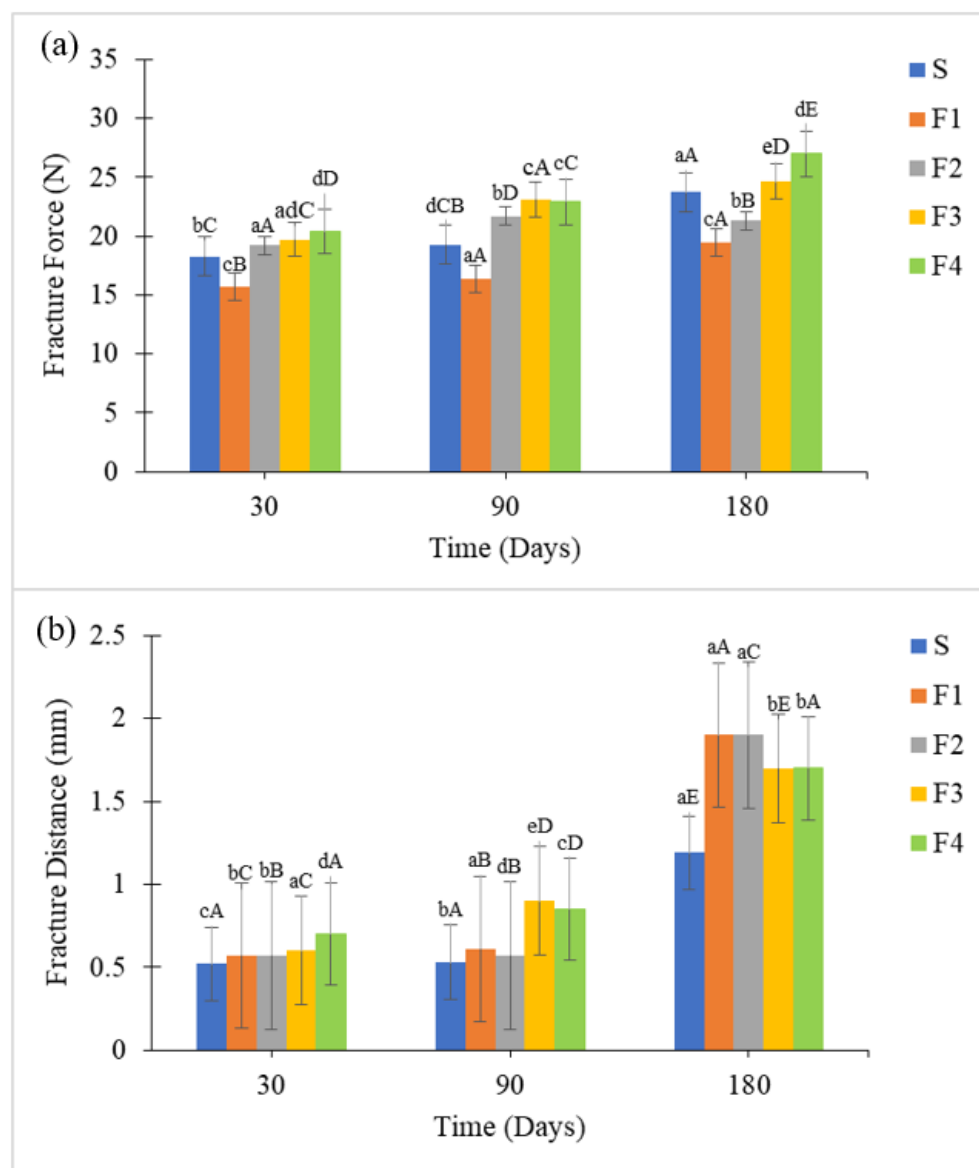 (a)
Fracture Force (N)
35
30
25
20
15
10
5
0
bC cB aA adC dD
dCB aA bD cA cC
aA cA bB eD dE
30 90 180
Time (Days)
S
F1
F2
F3
F4
(b)
Fracture Distance (mm)
2.5
2
1.5
1
0.5
0
cA bC bB aC dA
bA aB dB eD cD
aE aA aC bE bA
30 90 180
Time (Days)
S
F1
F2
F3
F4